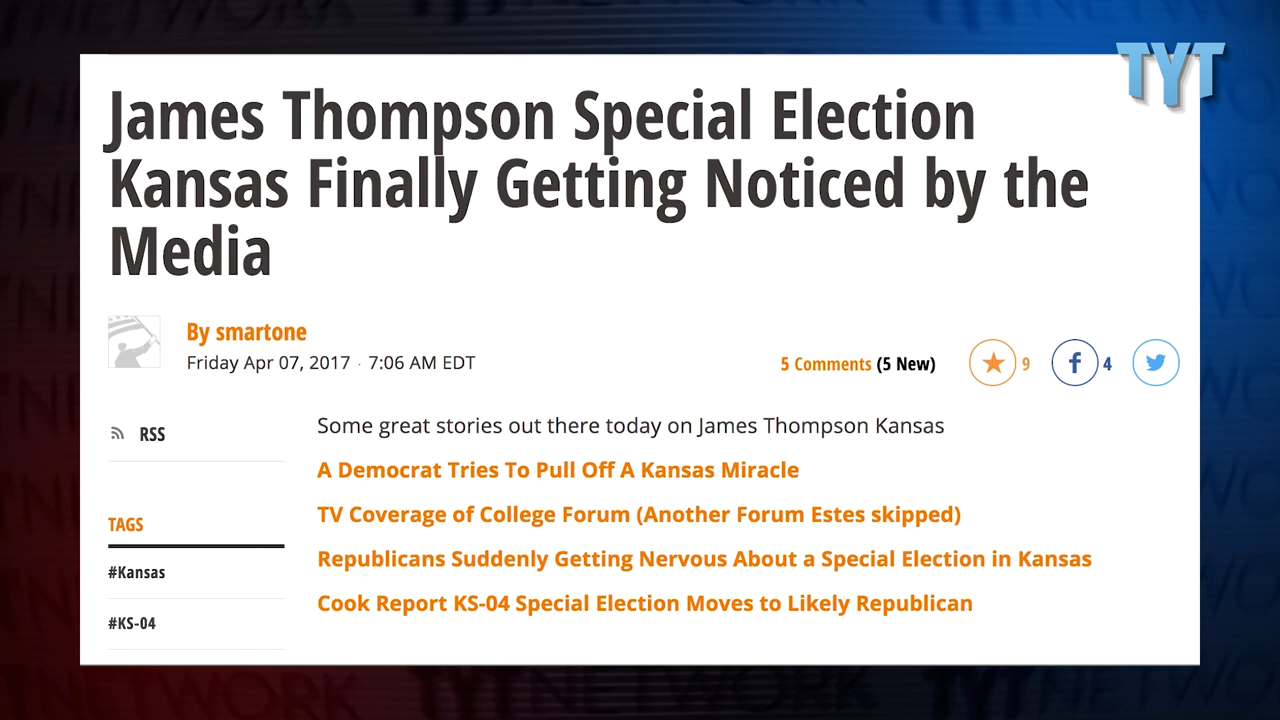 TYT
James Thompson Special Election
Kansas Finally Getting Noticed by the
Media
By smartone
Friday Apr 07, 2017 · 7:06 AM EDT
5 Comments (5 New)
9
4
RSS
Some great stories out there today on James Thompson Kansas
A Democrat Tries To Pull Off A Kansas Miracle
TV Coverage of College Forum (Another Forum Estes skipped)
TAGS
Republicans Suddenly Getting Nervous About a Special Election in Kansas
#Kansas
Cook Report KS-04 Special Election Moves to Likely Republican
#KS-04